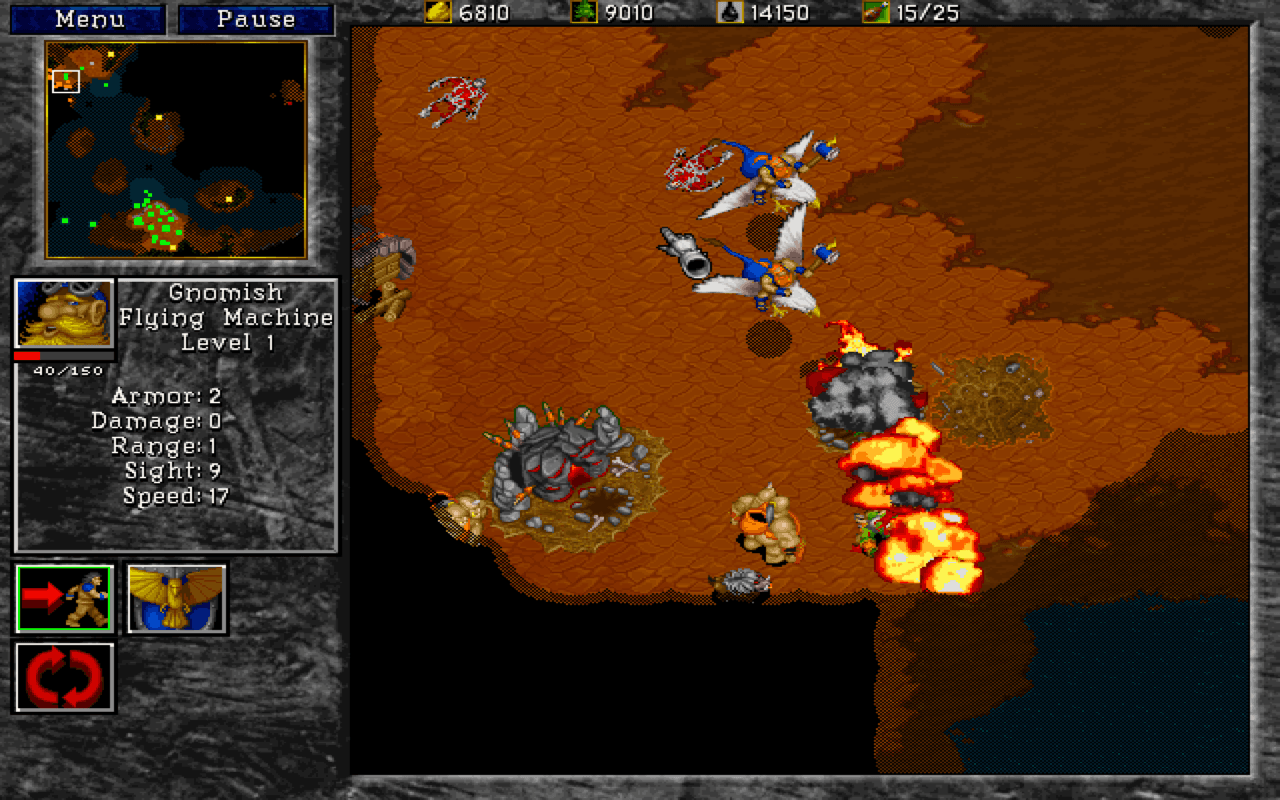 Menu Pause 6810 9010 14150 15/25
Gnomish
Flying Machine
Level 1
40/150
Armor: 2
Damage: 0
Range: 1
Sight: 9
Speed: 17